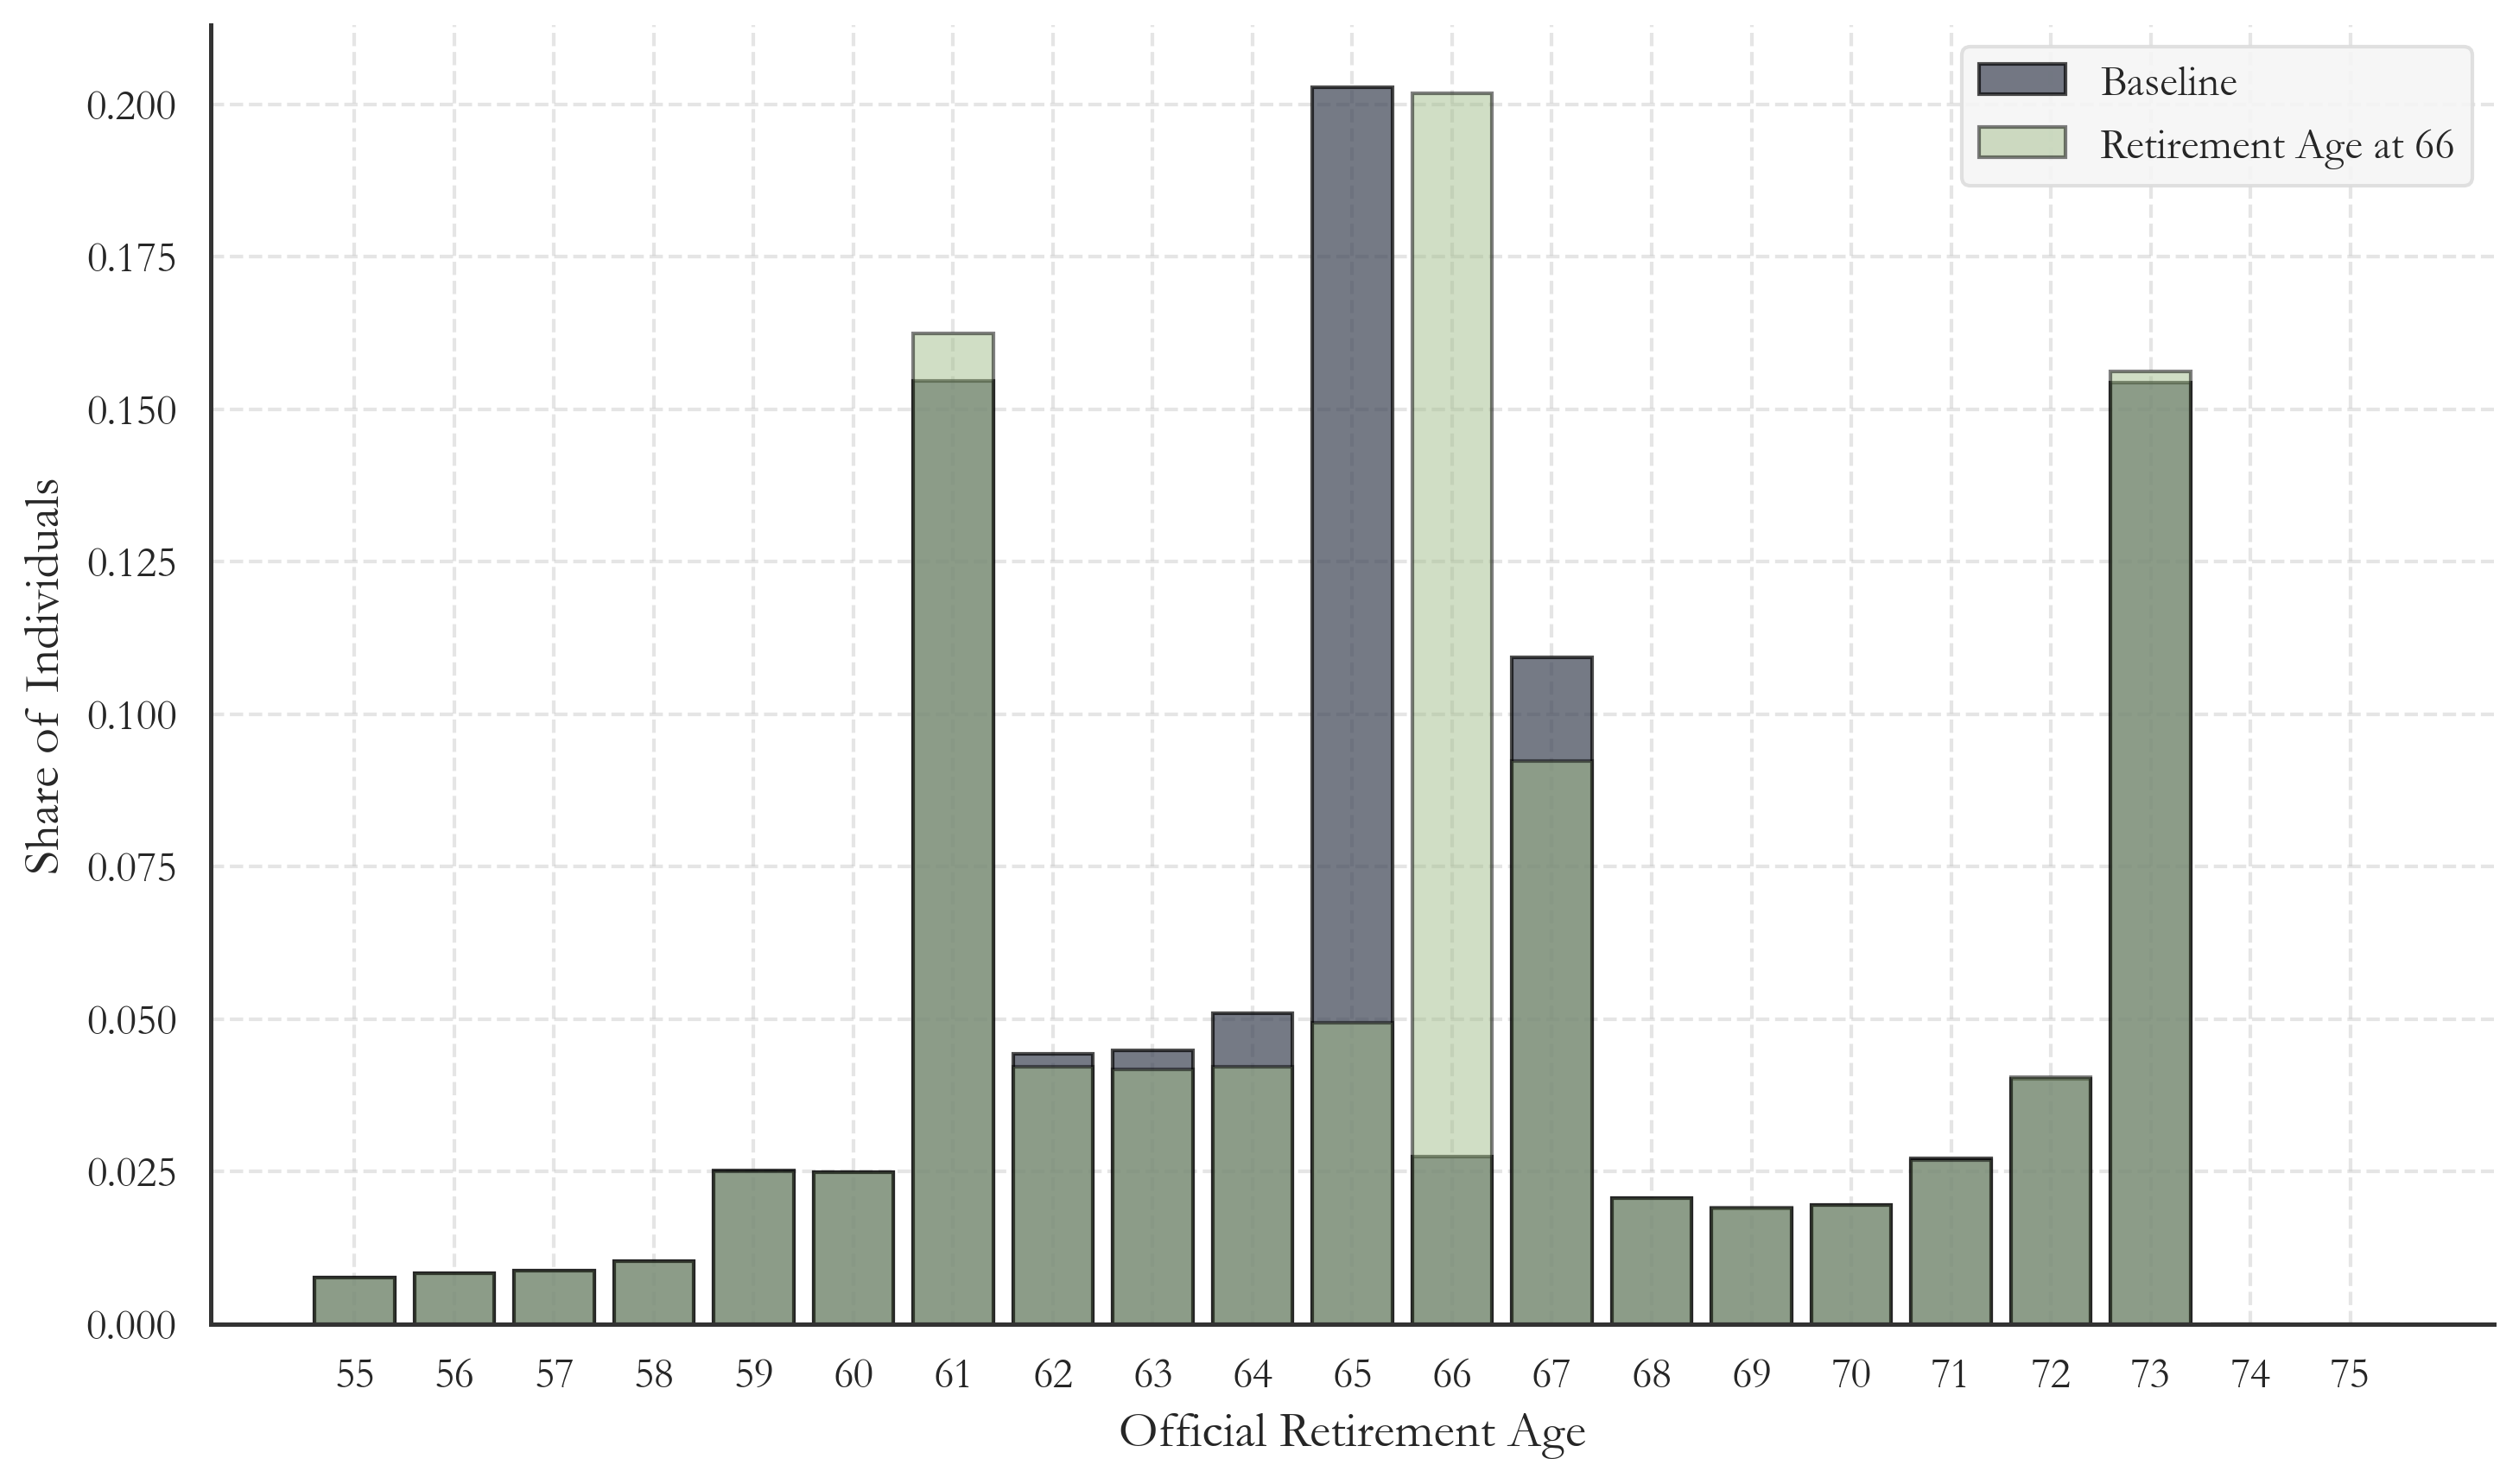 Baseline
Retirement Age at 66
Share of Individuals
0.200
0.175
0.150
0.125
0.100
0.075
0.050
0.025
0.000
55 56 57 58 59 60 61 62 63 64 65 66 67 68 69 70 71 72 73 74 75
Official Retirement Age